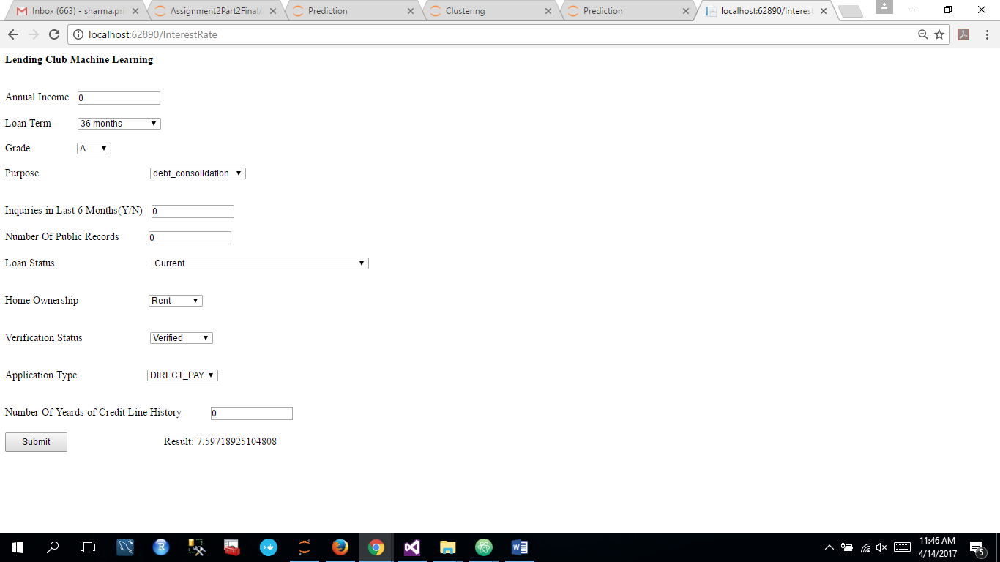 Inbox (663) - sharma.pri
Assignment2Part2Final/
Prediction
Clustering
Prediction
localhost:62890/Interest
localhost:62890/InterestRate
Lending Club Machine Learning
Annual Income 0
Loan Term 36 months
Grade A
Purpose debt_consolidation
Inquiries in Last 6 Months(Y/N) 0
Number Of Public Records 0
Loan Status Current
Home Ownership Rent
Verification Status Verified
Application Type DIRECT_PAY
Number Of Yeards of Credit Line History 0
Submit Result: 7.59718925104808
11:46 AM
4/14/2017
5